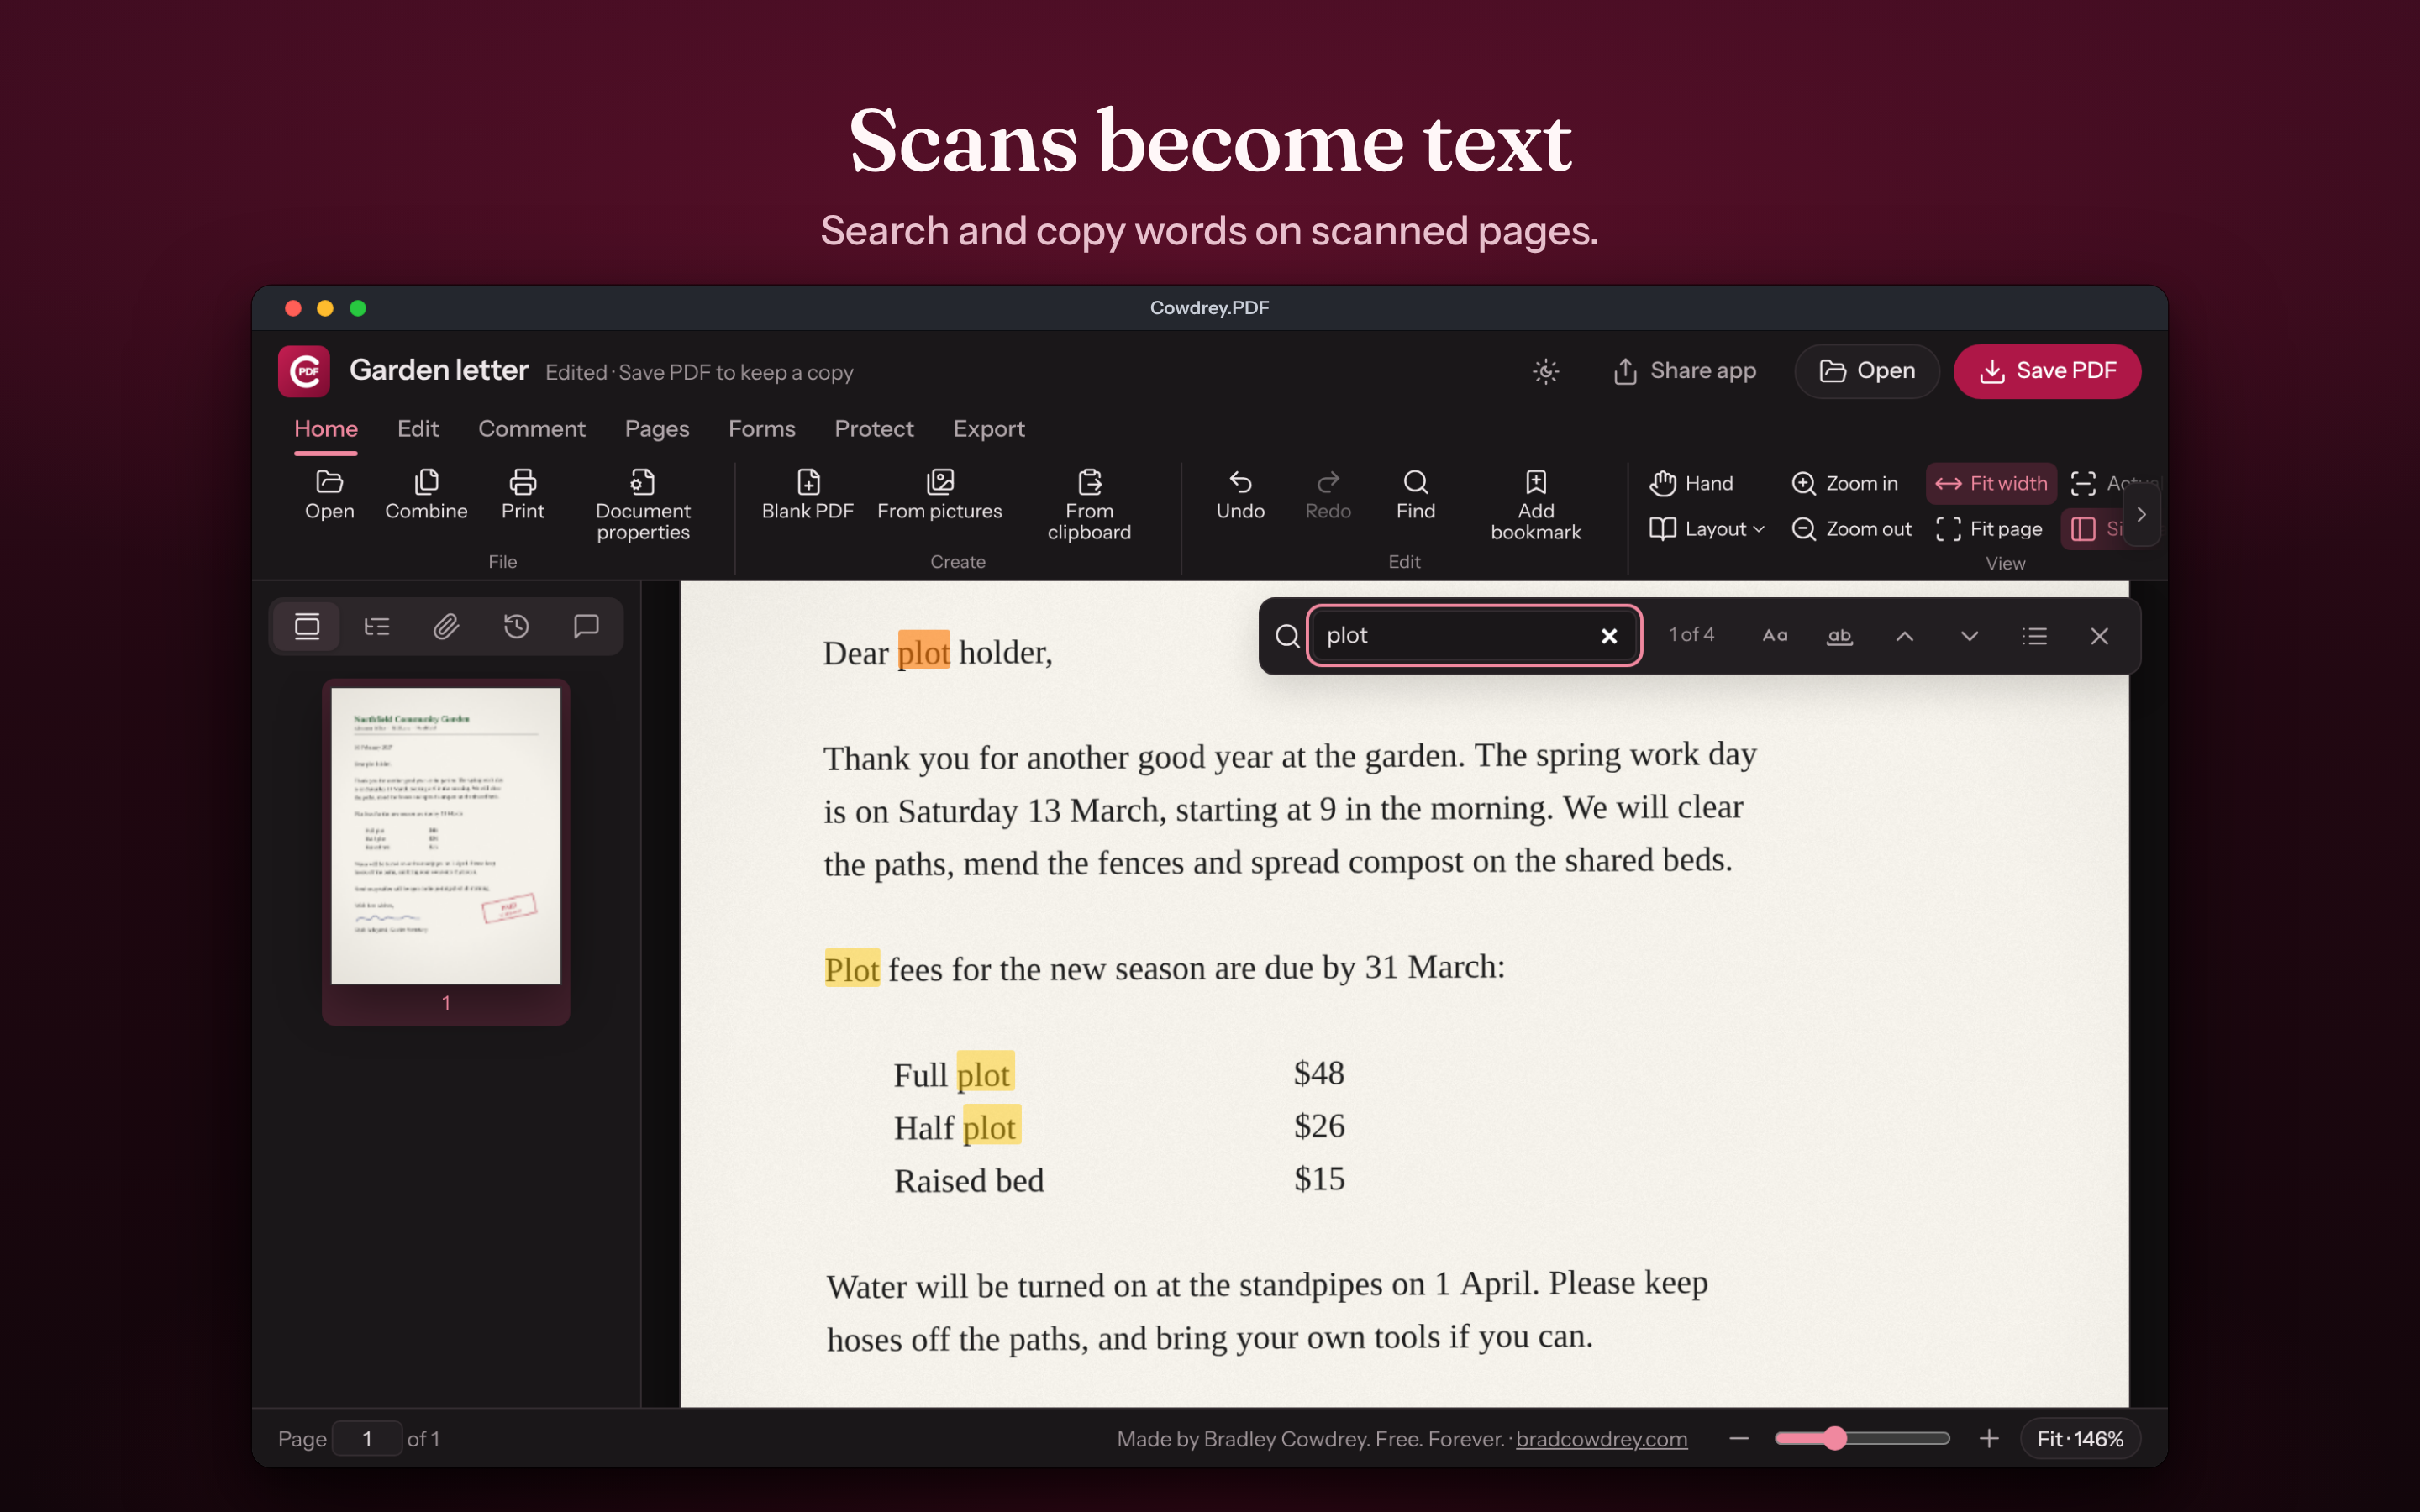 Scans become text
Search and copy words on scanned pages.
Cowdrey.PDF
PDF
Garden letter Edited · Save PDF to keep a copy
Share app Open Save PDF
Home Edit Comment Pages Forms Protect Export
Open Combine Print Document properties
File
Blank PDF From pictures From clipboard
Create
Undo Redo Find Add bookmark
Edit
Hand Zoom in Fit width
Layout Zoom out Fit page
View
plot 1 of 4 Aa ab
Northfield Community Garden
PAID
1
Dear plot holder,
Thank you for another good year at the garden. The spring work day
is on Saturday 13 March, starting at 9 in the morning. We will clear
the paths, mend the fences and spread compost on the shared beds.
Plot fees for the new season are due by 31 March:
Full plot $48
Half plot $26
Raised bed $15
Water will be turned on at the standpipes on 1 April. Please keep
hoses off the paths, and bring your own tools if you can.
Page 1 of 1
Made by Bradley Cowdrey. Free. Forever. · bradcowdrey.com
Fit · 146%